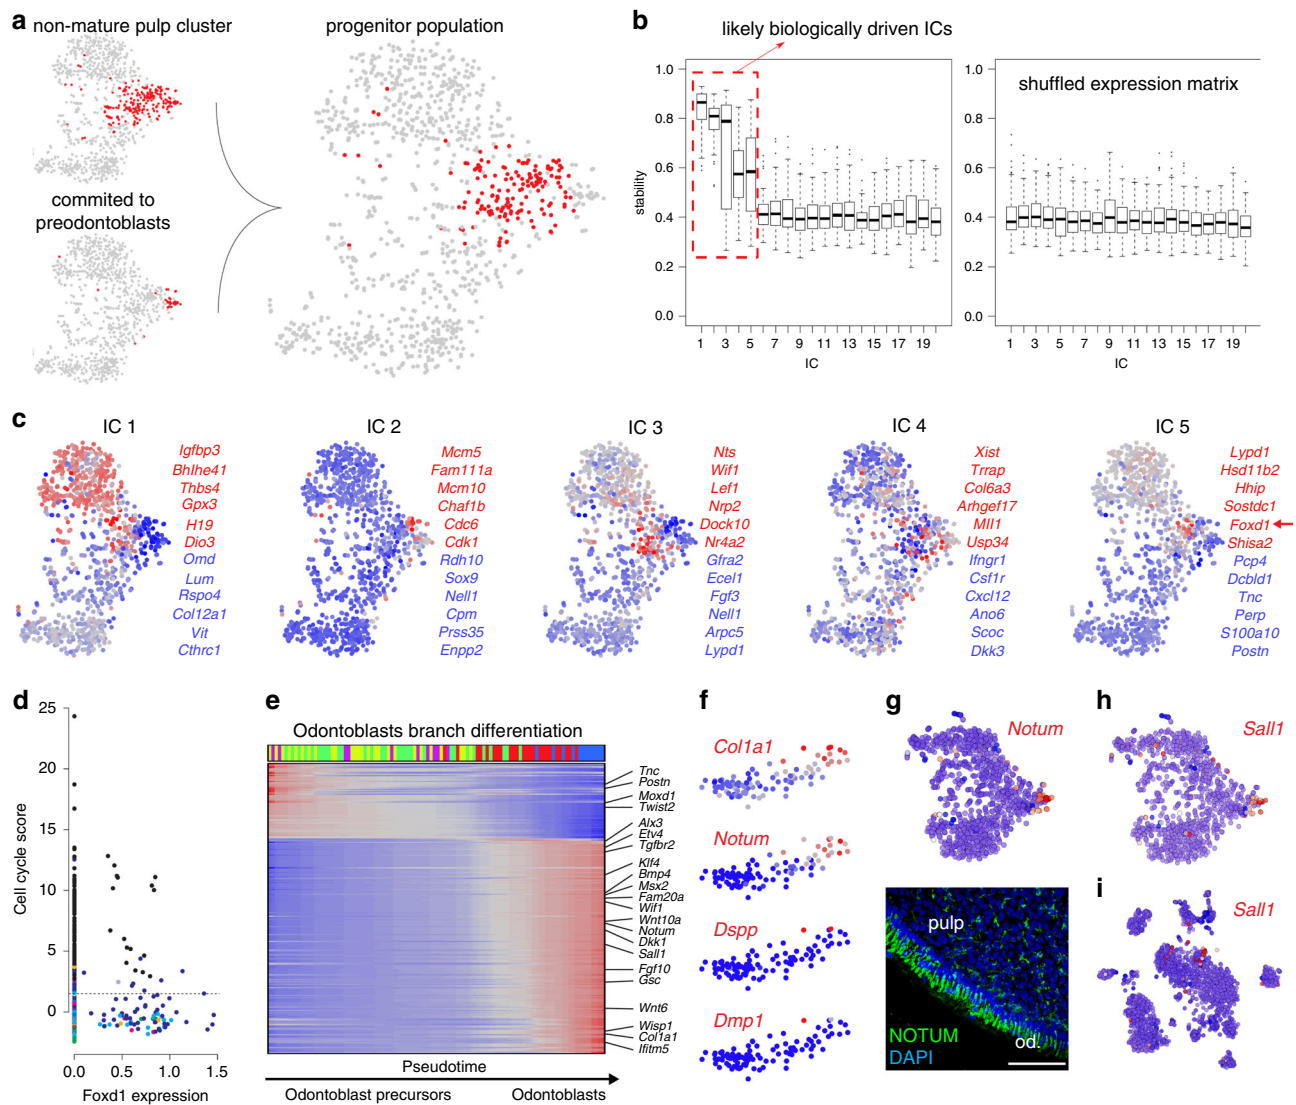 a
non-mature pulp cluster
progenitor population
commited to
preodontoblasts
b
likely biologically driven ICs
shuffled expression matrix
stability
1.0
0.8
0.6
0.4
0.2
0.0
1 3 5 7 9 11 13 15 17 19
IC
1.0
0.8
0.6
0.4
0.2
0.0
1 3 5 7 9 11 13 15 17 19
IC
c
IC 1
Igfbp3
Bhlhe41
Thbs4
Gpx3
H19
Dio3
Omd
Lum
Rspo4
Col12a1
Vit
Cthrc1
IC 2
Mcm5
Fam111a
Mcm10
Chaf1b
Cdc6
Cdk1
Rdh10
Sox9
Nell1
Cpm
Prss35
Enpp2
IC 3
Nts
Wif1
Lef1
Nrp2
Dock10
Nr4a2
Gfra2
Ecel1
Fgf3
Nell1
Arpc5
Lypd1
IC 4
Xist
Trrap
Col6a3
Arhgef17
Mll1
Usp34
Ifngr1
Csf1r
Cxcl12
Ano6
Scoc
Dkk3
IC 5
Lypd1
Hsd11b2
Hhip
Sostdc1
Foxd1
Shisa2
Pcp4
Dcbld1
Tnc
Perp
S100a10
Postn
d
Cell cycle score
25
20
15
10
5
0
0.0 0.5 1.0 1.5
Foxd1 expression
e
Odontoblasts branch differentiation
Tnc
Postn
Moxd1
Twist2
Alx3
Etv4
Tgfbr2
Klf4
Bmp4
Msx2
Fam20a
Wif1
Wnt10a
Notum
Dkk1
Sall1
Fgf10
Gsc
Wnt6
Wisp1
Col1a1
Ifitm5
Pseudotime
Odontoblast precursors Odontoblasts
f
Col1a1
Notum
Dspp
Dmp1
g
Notum
pulp
od.
NOTUM
DAPI
h
Sall1
i
Sall1